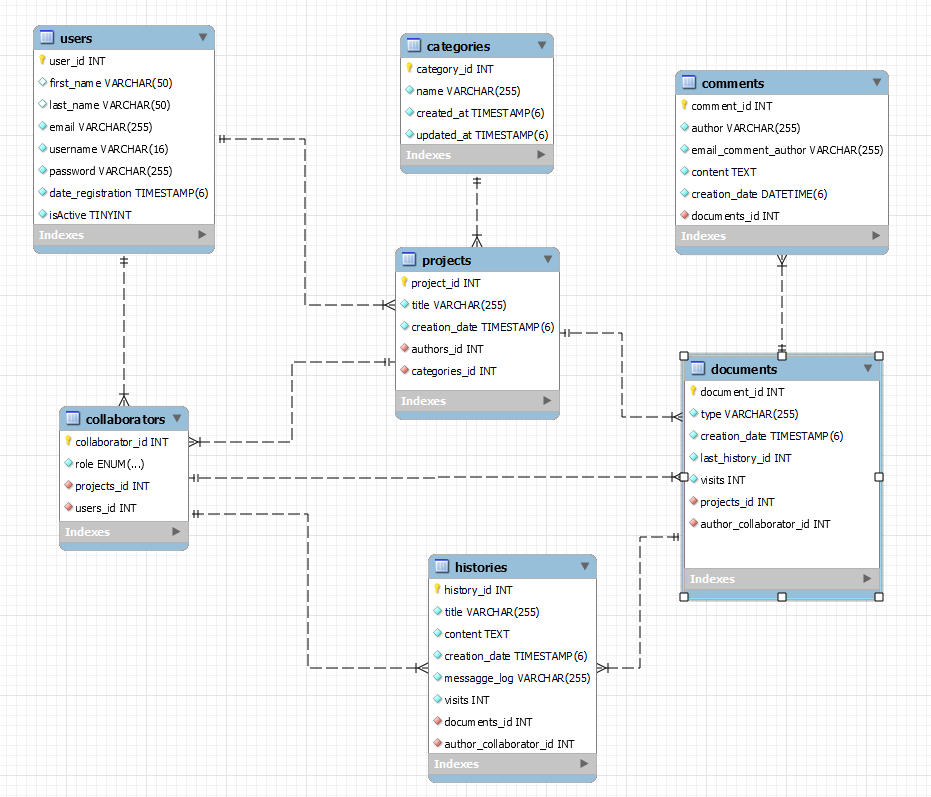 users
user_id INT
first_name VARCHAR(50)
last_name VARCHAR(50)
email VARCHAR(255)
username VARCHAR(16)
password VARCHAR(255)
date_registration TIMESTAMP(6)
isActive TINYINT
Indexes
categories
category_id INT
name VARCHAR(255)
created_at TIMESTAMP(6)
updated_at TIMESTAMP(6)
Indexes
comments
comment_id INT
author VARCHAR(255)
email_comment_author VARCHAR(255)
content TEXT
creation_date DATETIME(6)
documents_id INT
Indexes
projects
project_id INT
title VARCHAR(255)
creation_date TIMESTAMP(6)
authors_id INT
categories_id INT
Indexes
documents
document_id INT
type VARCHAR(255)
creation_date TIMESTAMP(6)
last_history_id INT
visits INT
projects_id INT
author_collaborator_id INT
Indexes
collaborators
collaborator_id INT
role ENUM(...)
projects_id INT
users_id INT
Indexes
histories
history_id INT
title VARCHAR(255)
content TEXT
creation_date TIMESTAMP(6)
messagge_log VARCHAR(255)
visits INT
documents_id INT
author_collaborator_id INT
Indexes